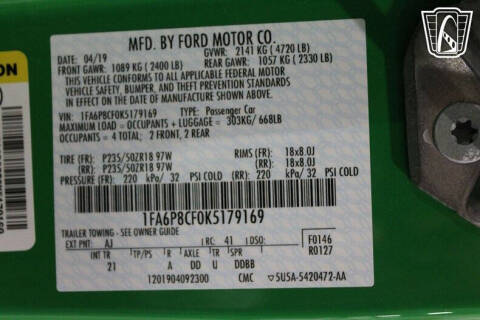 MFD. BY FORD MOTOR CO.
04/19 GVWR: 2141 KG ( 4720 LB)
FRONT GAWR: 1089 KG ( 2400 LB) REAR GAWR: 1057 KG ( 2330 LB)
THIS VEHICLE CONFORMS TO ALL APPLICABLE FEDERAL MOTOR
VEHICLE SAFETY, BUMPER, AND THEFT PREVENTION STANDARDS
IN EFFECT ON THE DATE OF MANUFACTURE SHOWN ABOVE.
VIN: 1FA6P8CF0K5179169 TYPE: Passenger Car
MAXIMUM LOAD = OCCUPANTS + LUGGAGE = 303KG/ 668LB
OCCUPANTS = 4 TOTAL; 2 FRONT, 2 REAR
TIRE (FR): P235/50ZR18 97W RIMS (FR): 18x8.0J
(RR): P235/50ZR18 97W (RR): 18x8.0J
PRESSURE (FR): 220 kPa/ 32 PSI COLD (RR): 220 kPa/ 32 PSI COLD
1FA6P8CF0K5179169
TRAILER TOWING - SEE OWNER GUIDE
EXT PNT: AJ RC: 41 DSO: F0146
R0127
INT TR TP/PS R AXLE TR SPR
21 A DD U DDBB
1201904092300 CMC 5U5A-5420472-AA
ON
STREETSIDE
CLASSICS